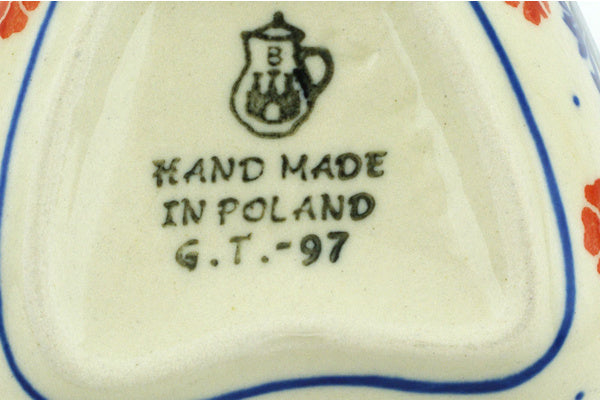 B
HAND MADE
IN POLAND
G.T.-97